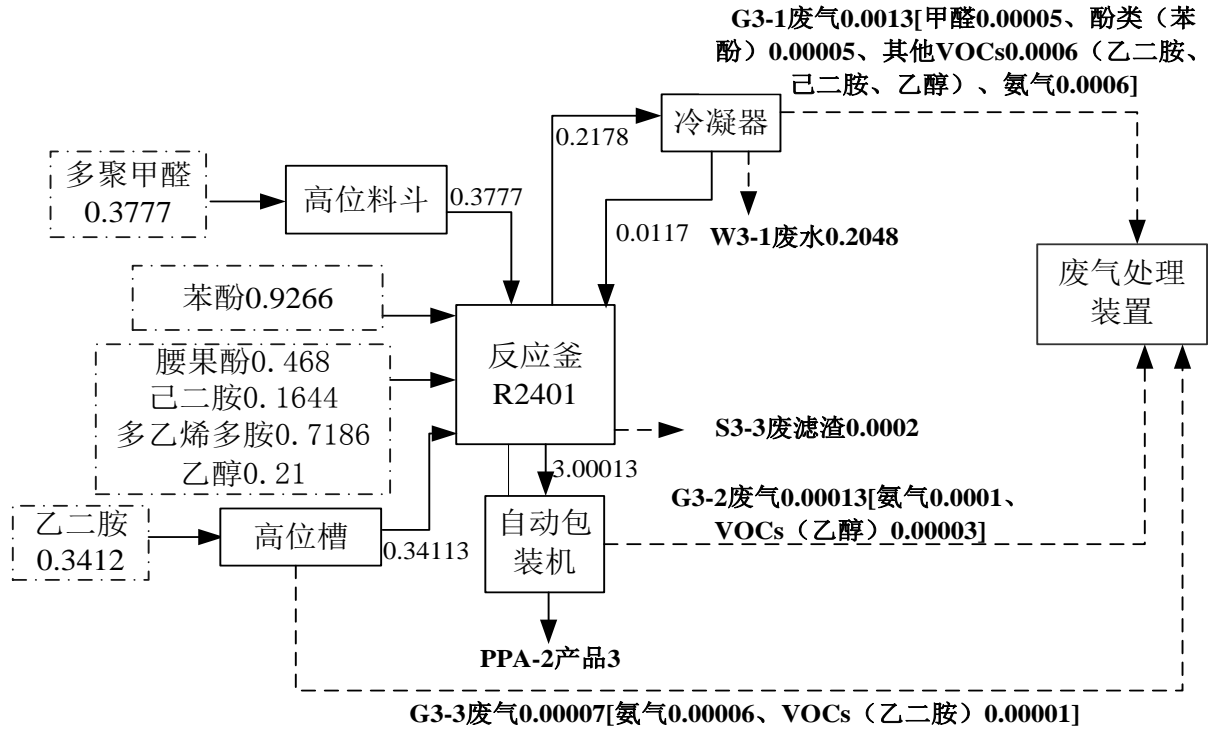 G3-1废气0.0013[甲醛0.00005、酚类（苯
酚）0.00005、其他VOCs0.0006（乙二胺、
己二胺、乙醇）、氨气0.0006]
冷凝器
0.2178
多聚甲醛
0.3777
高位料斗
0.3777
0.0117
W3-1废水0.2048
废气处理
装置
苯酚0.9266
反应釜
R2401
腰果酚0.468
己二胺0.1644
多乙烯多胺0.7186
乙醇0.21
S3-3废滤渣0.0002
3.00013
G3-2废气0.00013[氨气0.0001、
VOCs（乙醇）0.00003]
乙二胺
0.3412
高位槽
0.34113
自动包
装机
PPA-2产品3
G3-3废气0.00007[氨气0.00006、VOCs（乙二胺）0.00001]